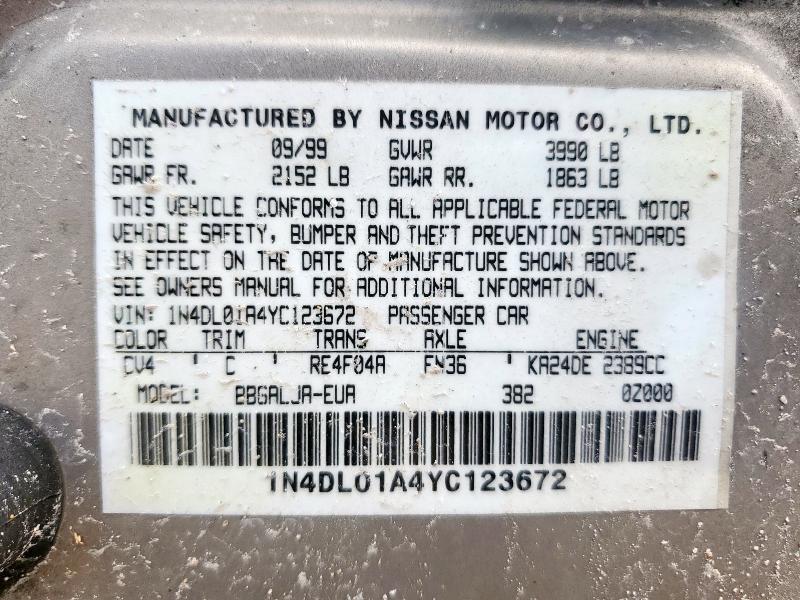 MANUFACTURED BY NISSAN MOTOR CO., LTD.
DATE 09/99 GVWR 3990 LB
GAWR FR. 2152 LB GAWR RR. 1863 LB
THIS VEHICLE CONFORMS TO ALL APPLICABLE FEDERAL MOTOR
VEHICLE SAFETY, BUMPER AND THEFT PREVENTION STANDARDS
IN EFFECT ON THE DATE OF MANUFACTURE SHOWN ABOVE.
SEE OWNERS MANUAL FOR ADDITIONAL INFORMATION.
VIN: 1N4DL01A4YC123672 PASSENGER CAR
COLOR TRIM TRANS AXLE ENGINE
CV4 C RE4F04A FN36 KA24DE 2389CC
MODEL: BBGALJA-EUA 382 0Z000
1N4DL01A4YC123672